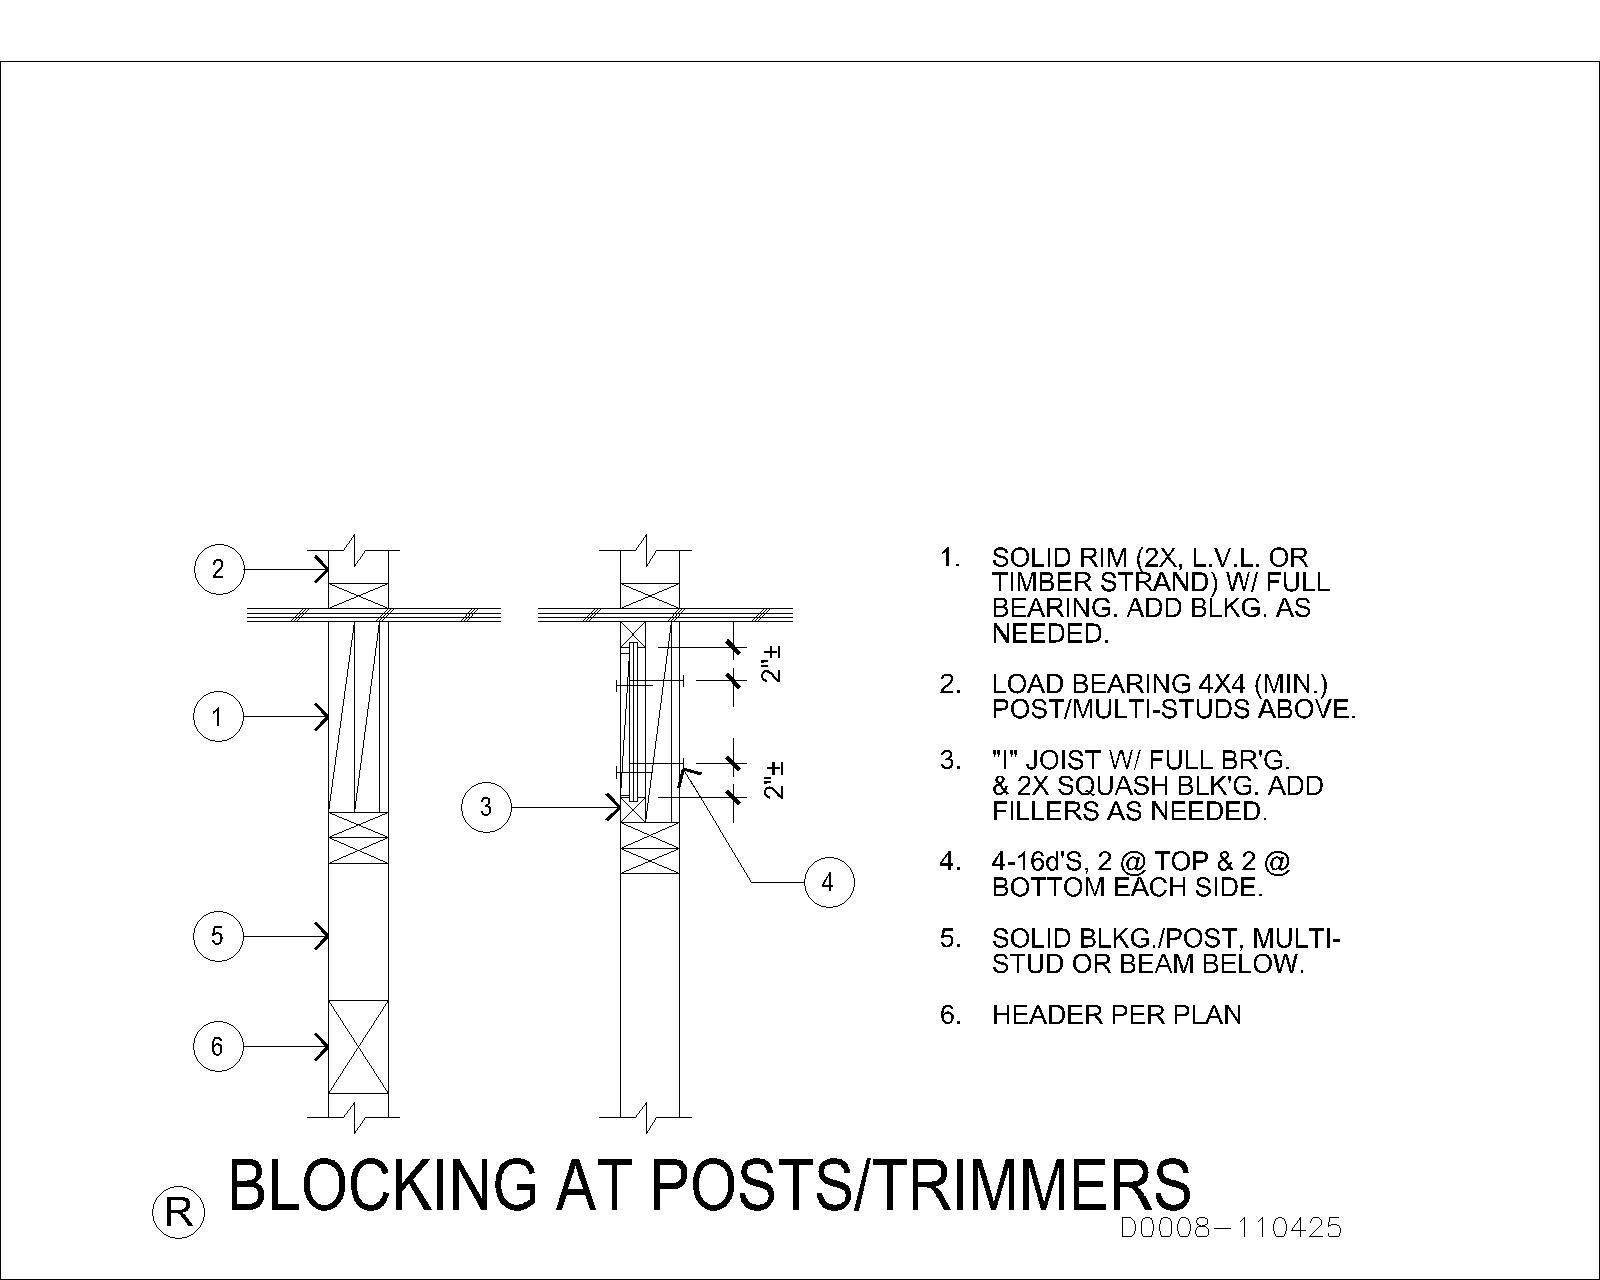 2
1
5
6
3
4
2"±
2"±
1. SOLID RIM (2X, L.V.L. OR
TIMBER STRAND) W/ FULL
BEARING. ADD BLKG. AS
NEEDED.
2. LOAD BEARING 4X4 (MIN.)
POST/MULTI-STUDS ABOVE.
3. "I" JOIST W/ FULL BR'G.
& 2X SQUASH BLK'G. ADD
FILLERS AS NEEDED.
4. 4-16d'S, 2 @ TOP & 2 @
BOTTOM EACH SIDE.
5. SOLID BLKG./POST, MULTI-
STUD OR BEAM BELOW.
6. HEADER PER PLAN
R BLOCKING AT POSTS/TRIMMERS
D0008-110425